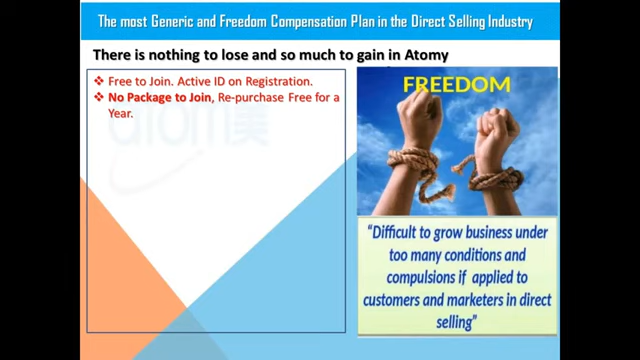 The most Generic and Freedom Compensation Plan in the Direct Selling Industry
There is nothing to lose and so much to gain in Atomy
Free to Join. Active ID on Registration.
No Package to Join, Re-purchase Free for a
Year.
FREEDOM
“Difficult to grow business under
too many conditions and
compulsions if applied to
customers and marketers in direct
selling”